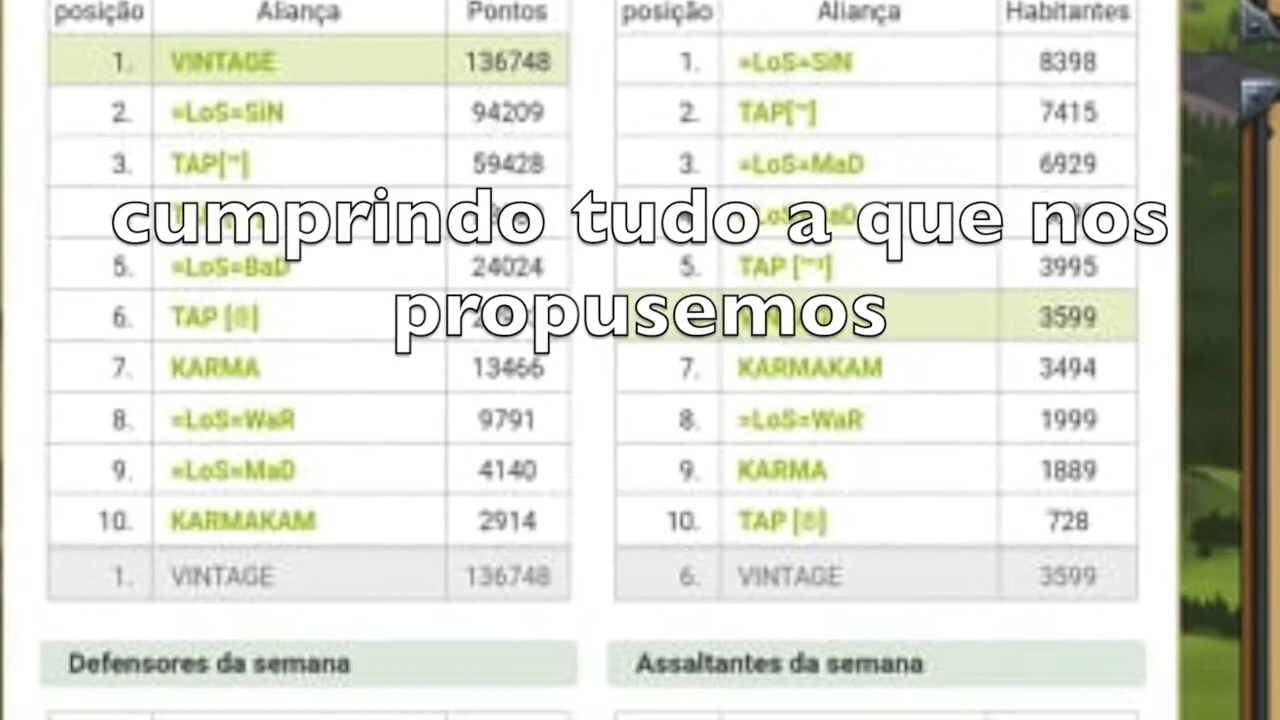 posição Aliança Pontos
1. VINTAGE 136748
2. =LoS=SiN 94209
3. TAP[~] 59428
5. =LoS=BaD 24024
6. TAP [®]
7. KARMA 13466
8. =LoS=WaR 9791
9. =LoS=MaD 4140
10. KARMAKAM 2914
1. VINTAGE 136748
posição Aliança Habitantes
1. =LoS=SiN 8398
2. TAP[~] 7415
3. =LoS=MaD 6929
5. TAP 3995
3599
7. KARMAKAM 3494
8. =LoS=WaR 1999
9. KARMA 1889
10. TAP [®] 728
6. VINTAGE 3599
cumprindo tudo a que nos
propusemos
Defensores da semana
Assaltantes da semana